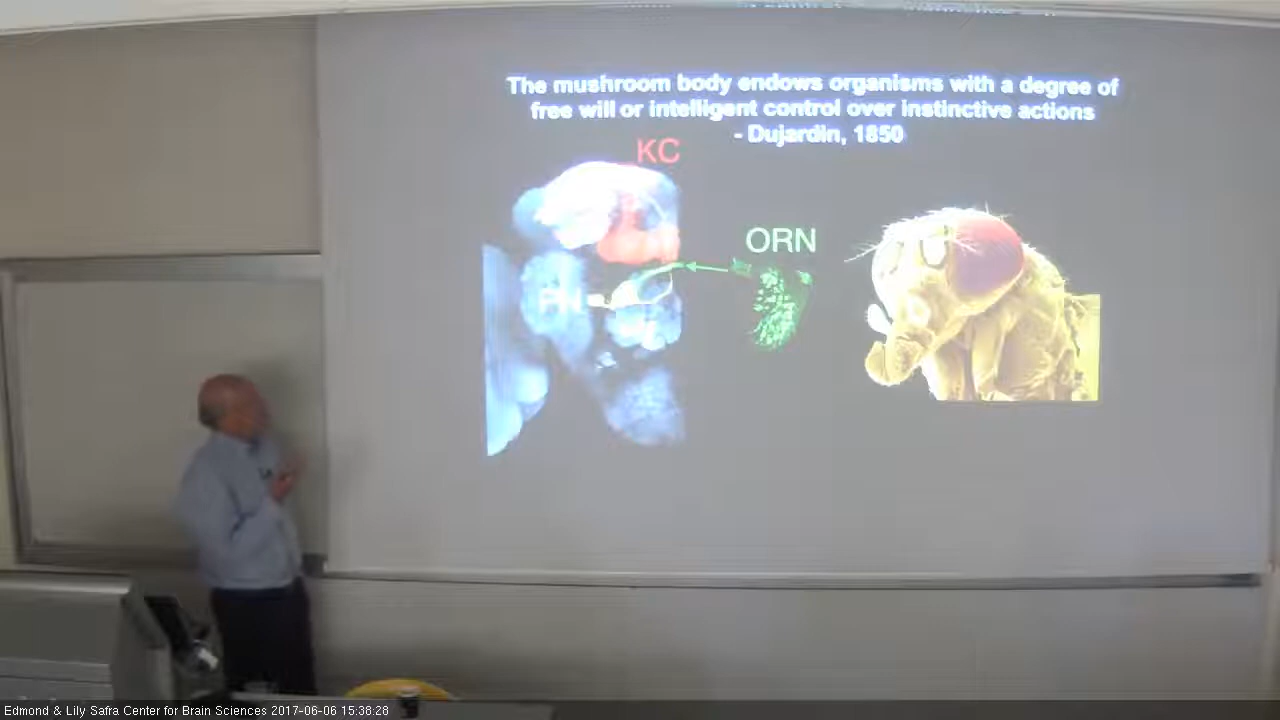 The mushroom body endows organisms with a degree of
free will or intelligent control over instinctive actions
- Dujardin, 1850
KC
ORN
PN
Edmond & Lily Safra Center for Brain Sciences 2017-06-06 15:38:28